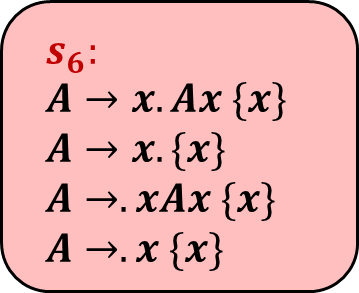 s₆:
A → x. Ax {x}
A → x. {x}
A →. xAx {x}
A →. x {x}